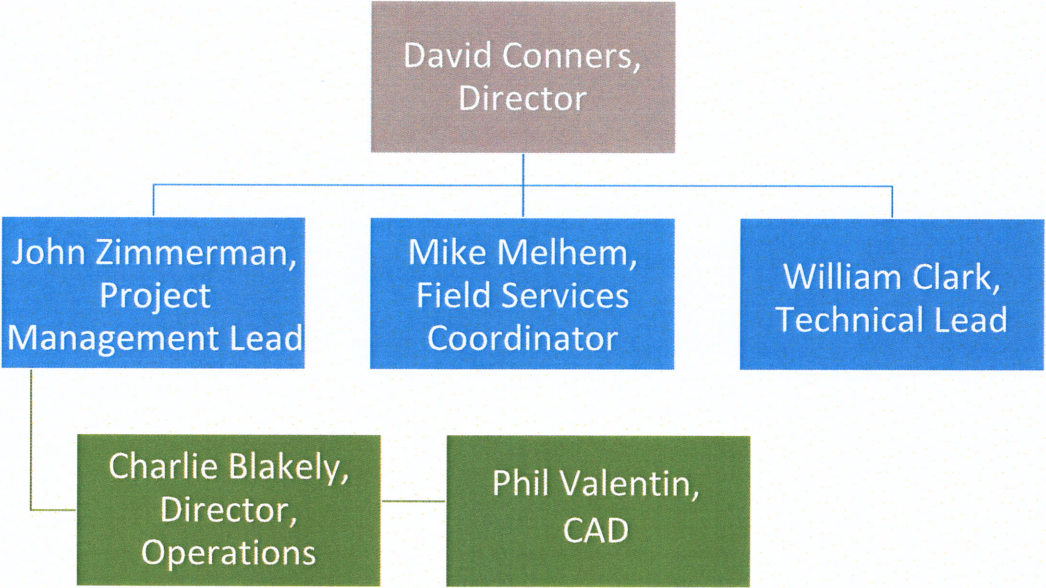 David Conners,
Director
John Zimmerman,
Project
Management Lead
Mike Melhem,
Field Services
Coordinator
William Clark,
Technical Lead
Charlie Blakely,
Director,
Operations
Phil Valentin,
CAD